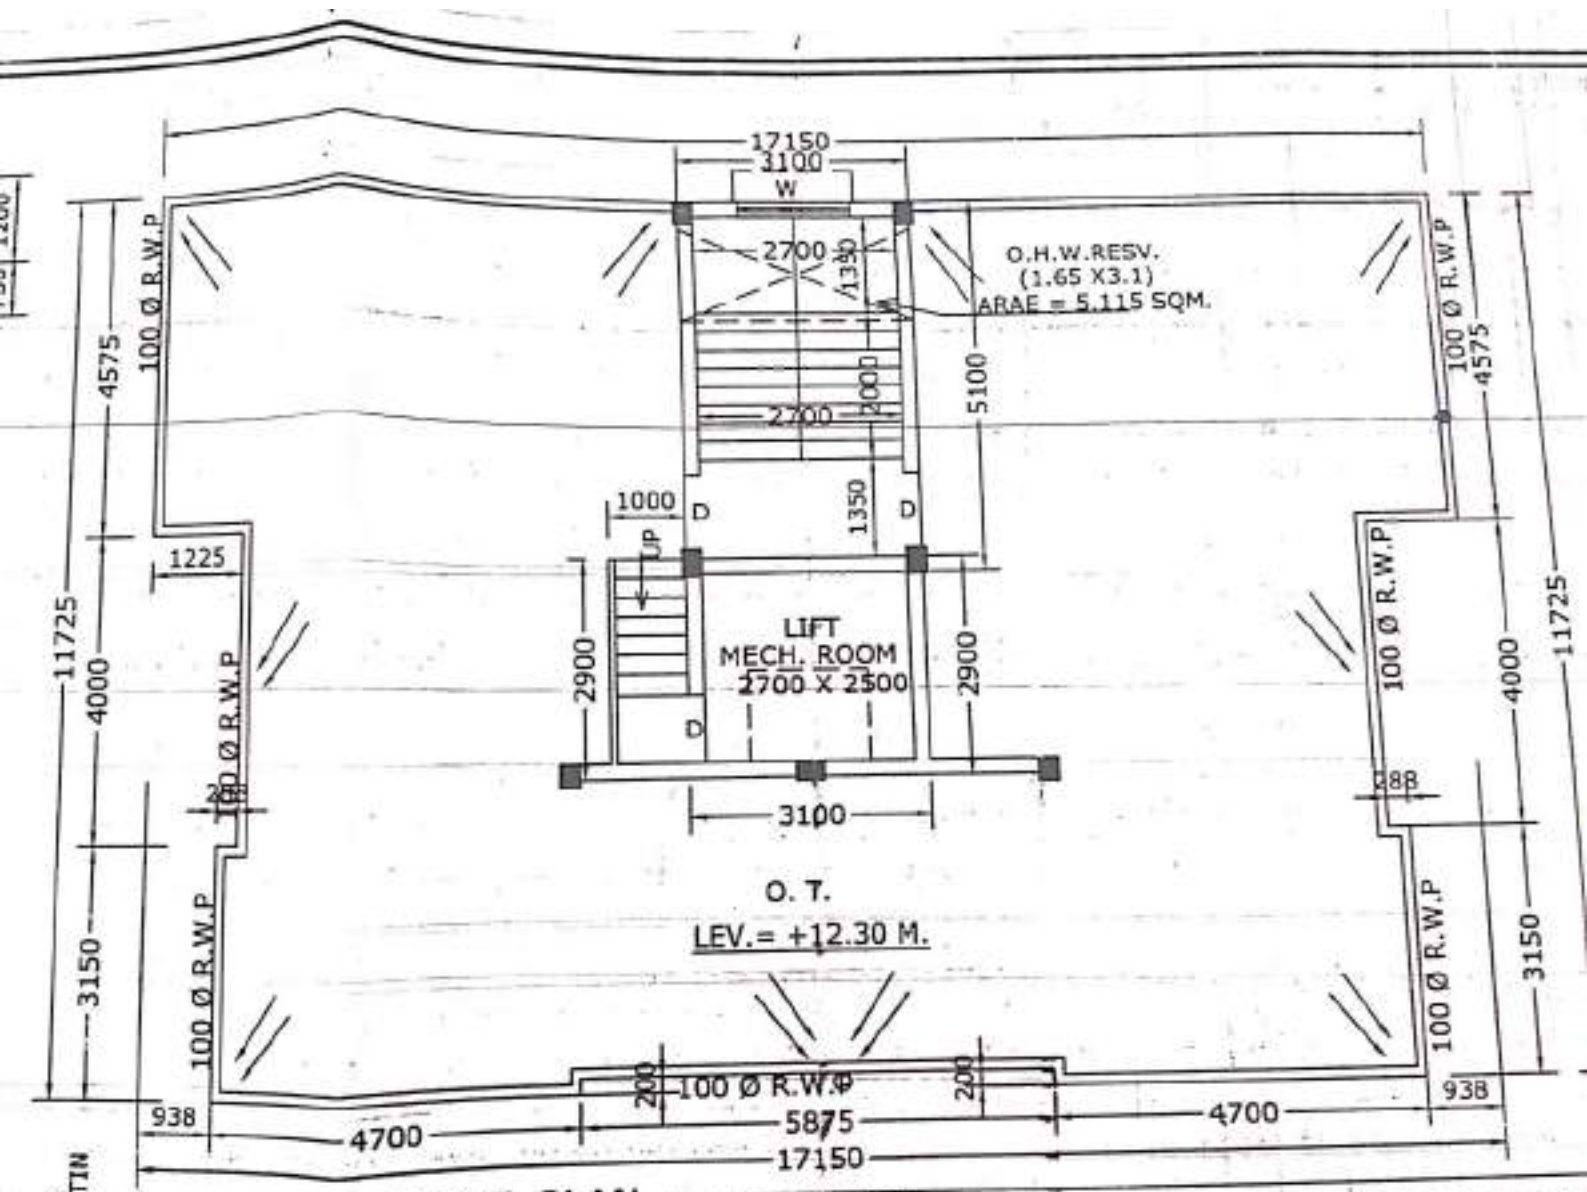 17150
3100
W
1200
100 Ø R.W.P
2700
1350
O.H.W.RESV.
(1.65 X3.1)
ARAE = 5.115 SQM.
100 Ø R.W.P
4575
4575
2000
5100
2700
1000
D
D
1350
UP
1225
11725
4000
2900
LIFT
MECH. ROOM
2700 X 2500
2900
100 Ø R.W.P
4000
11725
100 Ø R.W.P
D
288
3100
O. T.
LEV.= +12.30 M.
3150
100 Ø R.W.P
100 Ø R.W.P
3150
200
100 Ø R.W.P
200
938
4700
5875
4700
938
17150